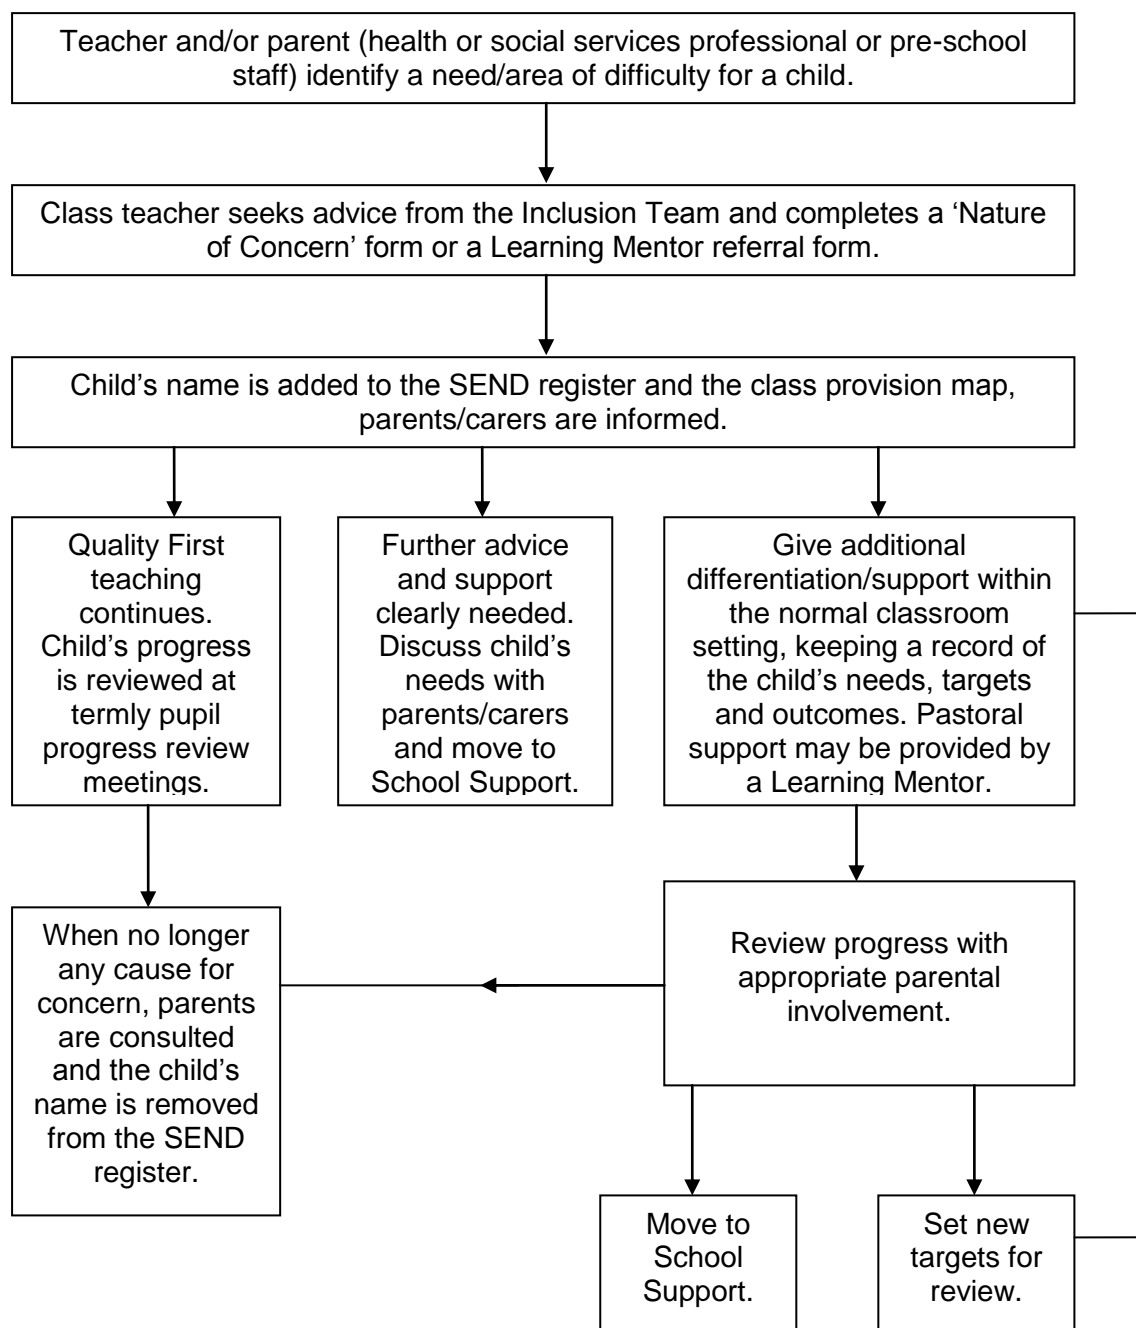 Teacher and/or parent (health or social services professional or pre-school
staff) identify a need/area of difficulty for a child.
Class teacher seeks advice from the Inclusion Team and completes a ‘Nature
of Concern’ form or a Learning Mentor referral form.
Child’s name is added to the SEND register and the class provision map,
parents/carers are informed.
Quality First
teaching
continues.
Child’s progress
is reviewed at
termly pupil
progress review
meetings.
Further advice
and support
clearly needed.
Discuss child’s
needs with
parents/carers
and move to
School Support.
Give additional
differentiation/support within
the normal classroom
setting, keeping a record of
the child’s needs, targets
and outcomes. Pastoral
support may be provided by
a Learning Mentor.
When no longer
any cause for
concern, parents
are consulted
and the child’s
name is removed
from the SEND
register.
Review progress with
appropriate parental
involvement.
Move to
School
Support.
Set new
targets for
review.